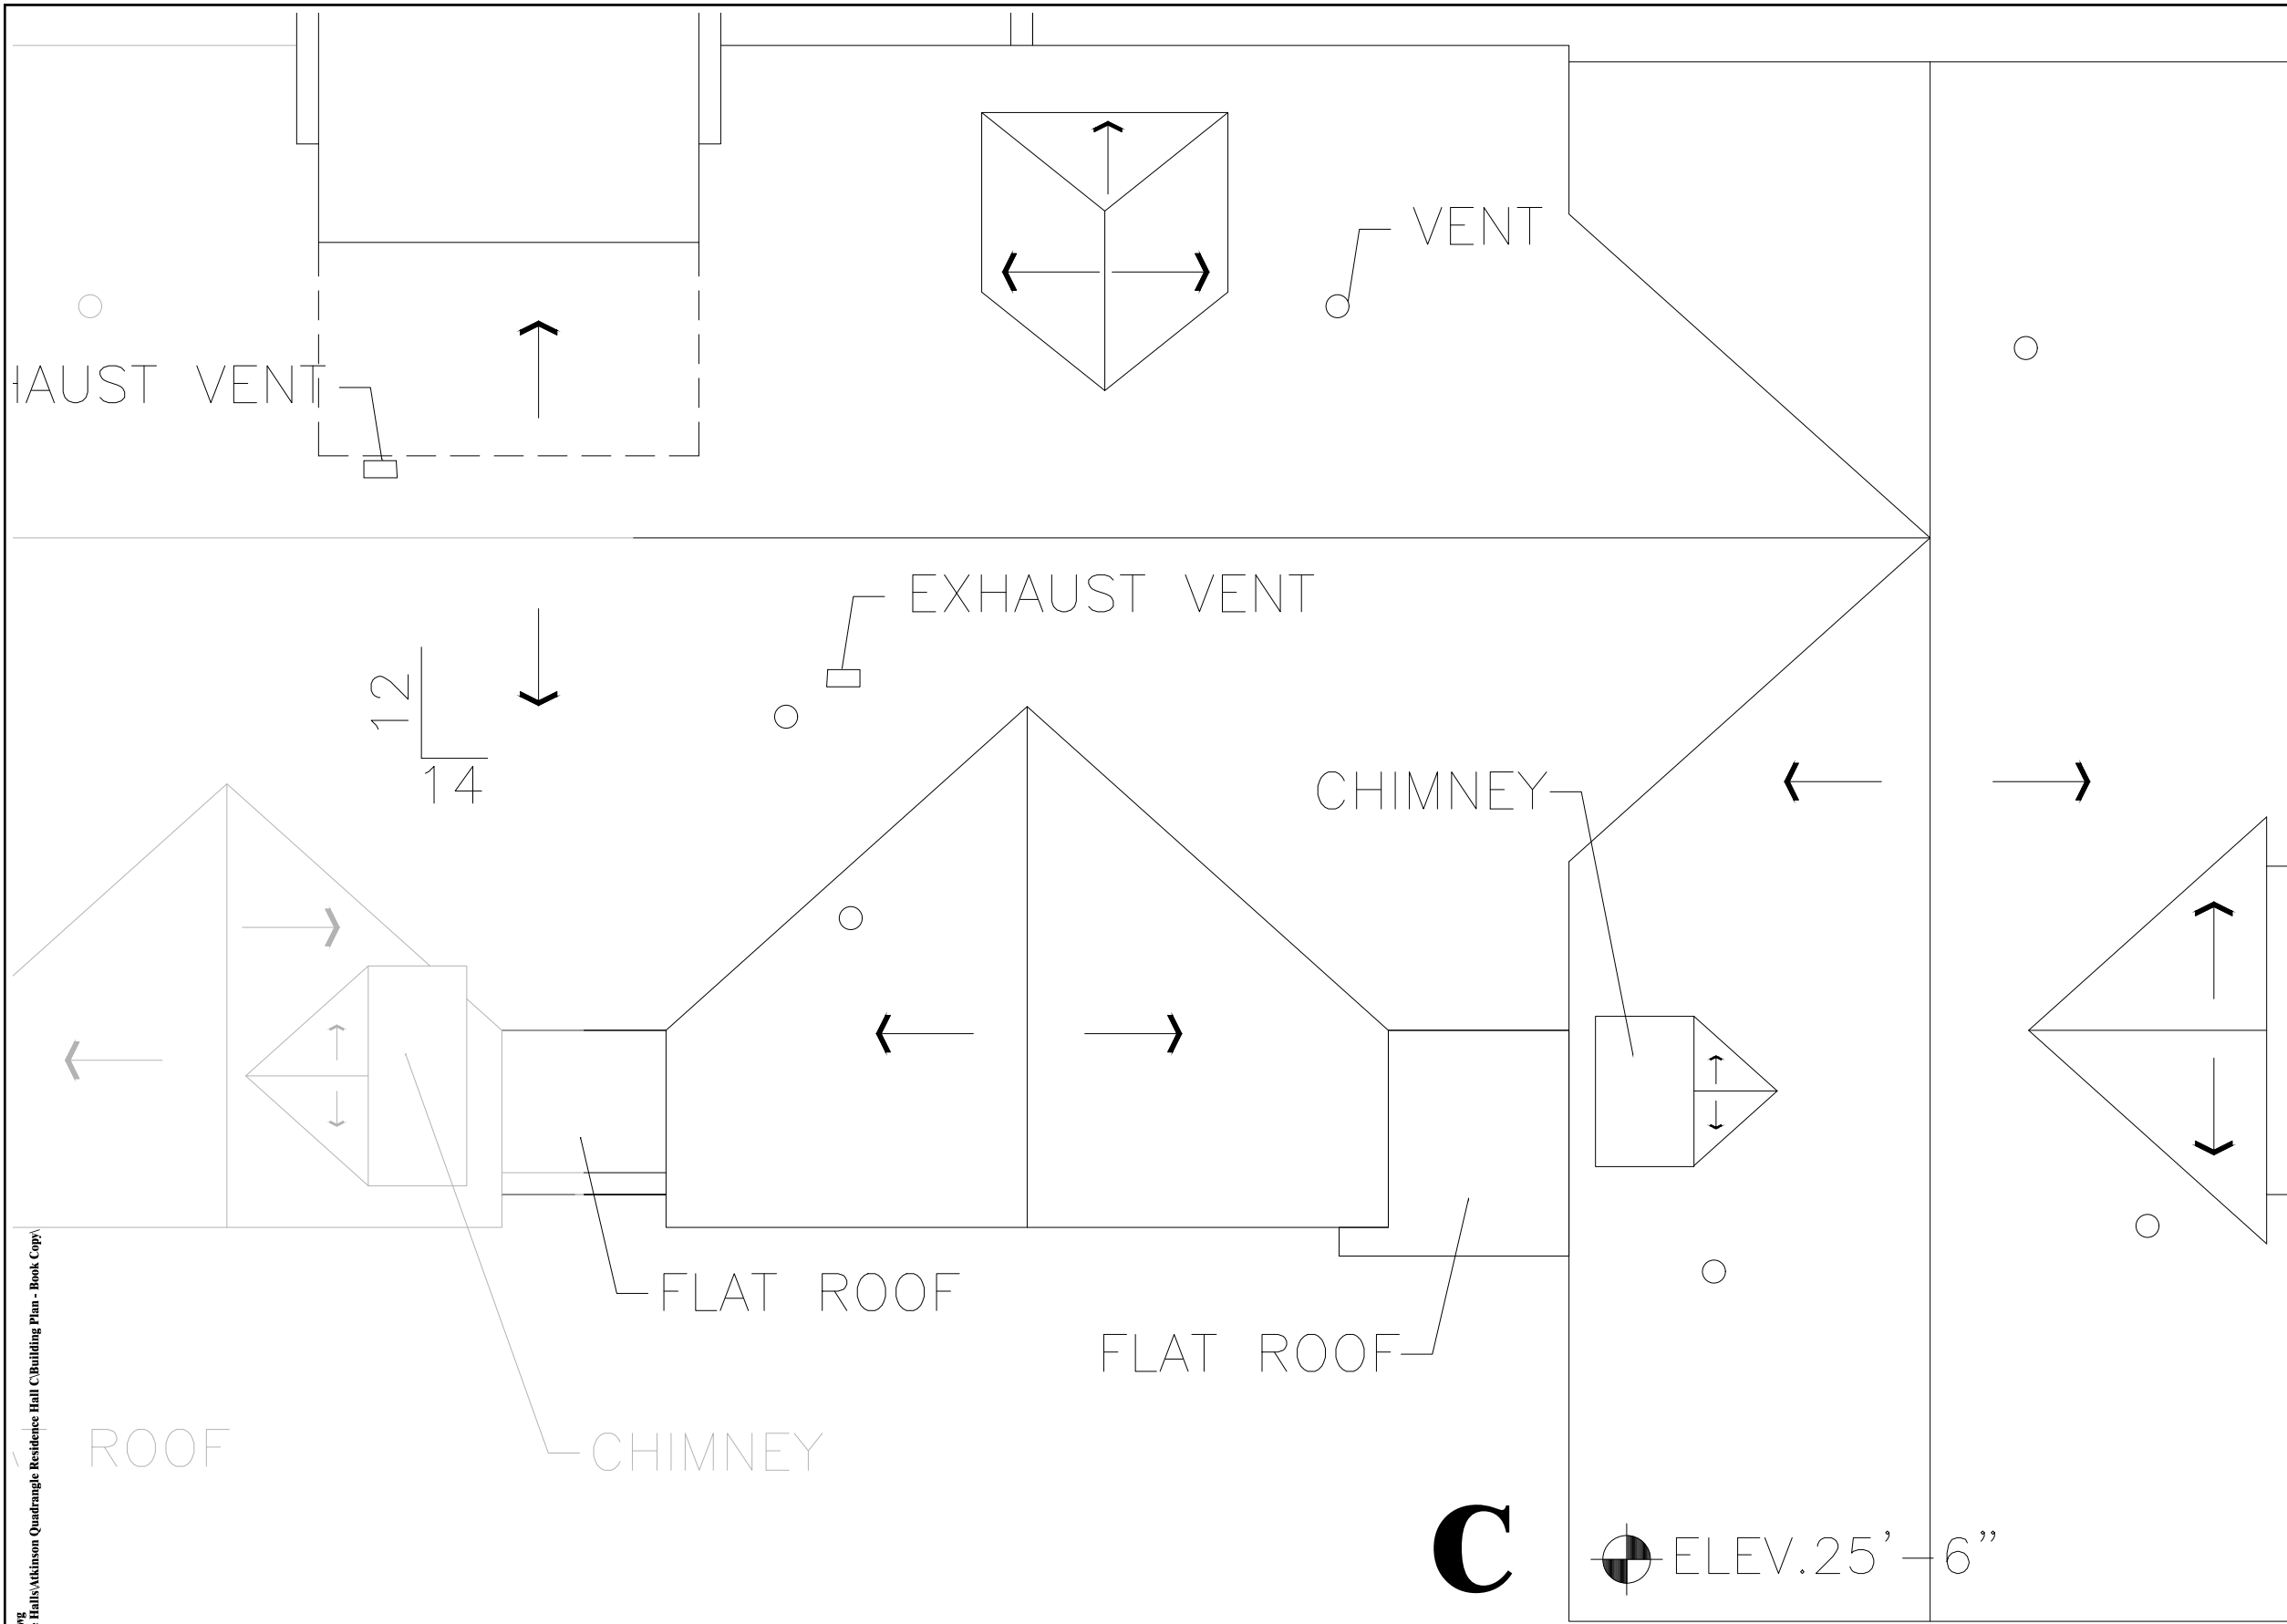 VENT
HAUST VENT
EXHAUST VENT
12
14
CHIMNEY
FLAT ROOF
FLAT ROOF
ROOF
CHIMNEY
C
ELEV.25'-6"
Halls\Atkinson Quadrangle Residence Hall C\Building Plan - Book Copy\